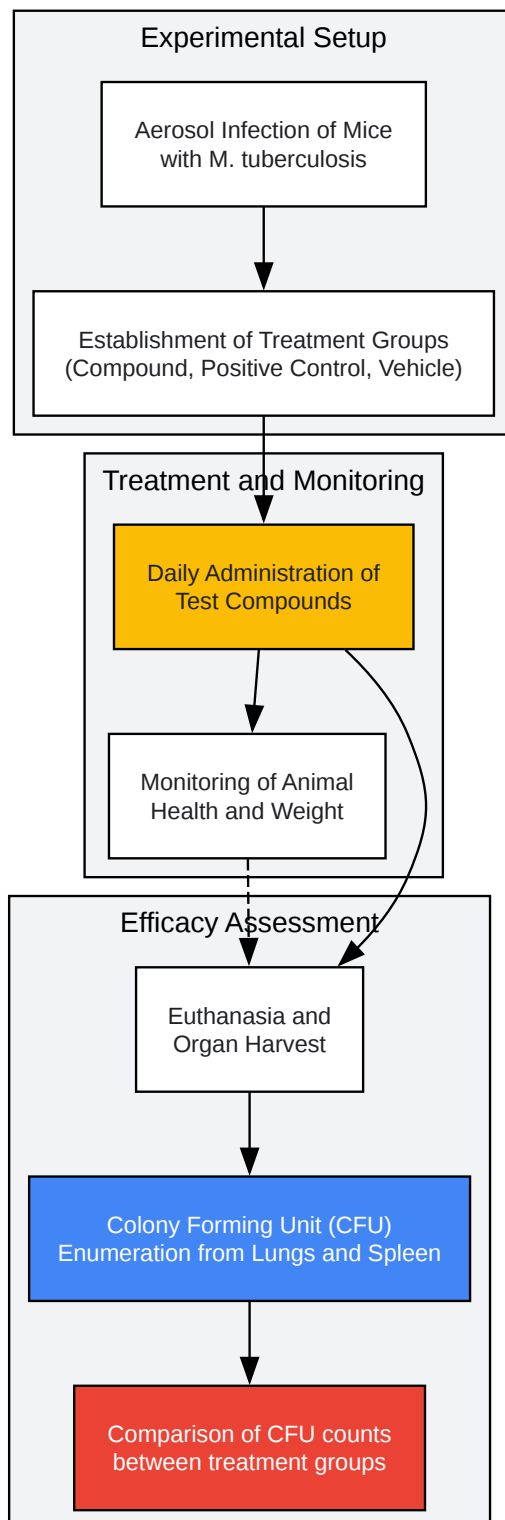 Experimental Setup
Aerosol Infection of Mice
with M. tuberculosis
Establishment of Treatment Groups
(Compound, Positive Control, Vehicle)
Treatment and Monitoring
Daily Administration of
Test Compounds
Monitoring of Animal
Health and Weight
Efficacy Assessment
Euthanasia and
Organ Harvest
Colony Forming Unit (CFU)
Enumeration from Lungs and Spleen
Comparison of CFU counts
between treatment groups